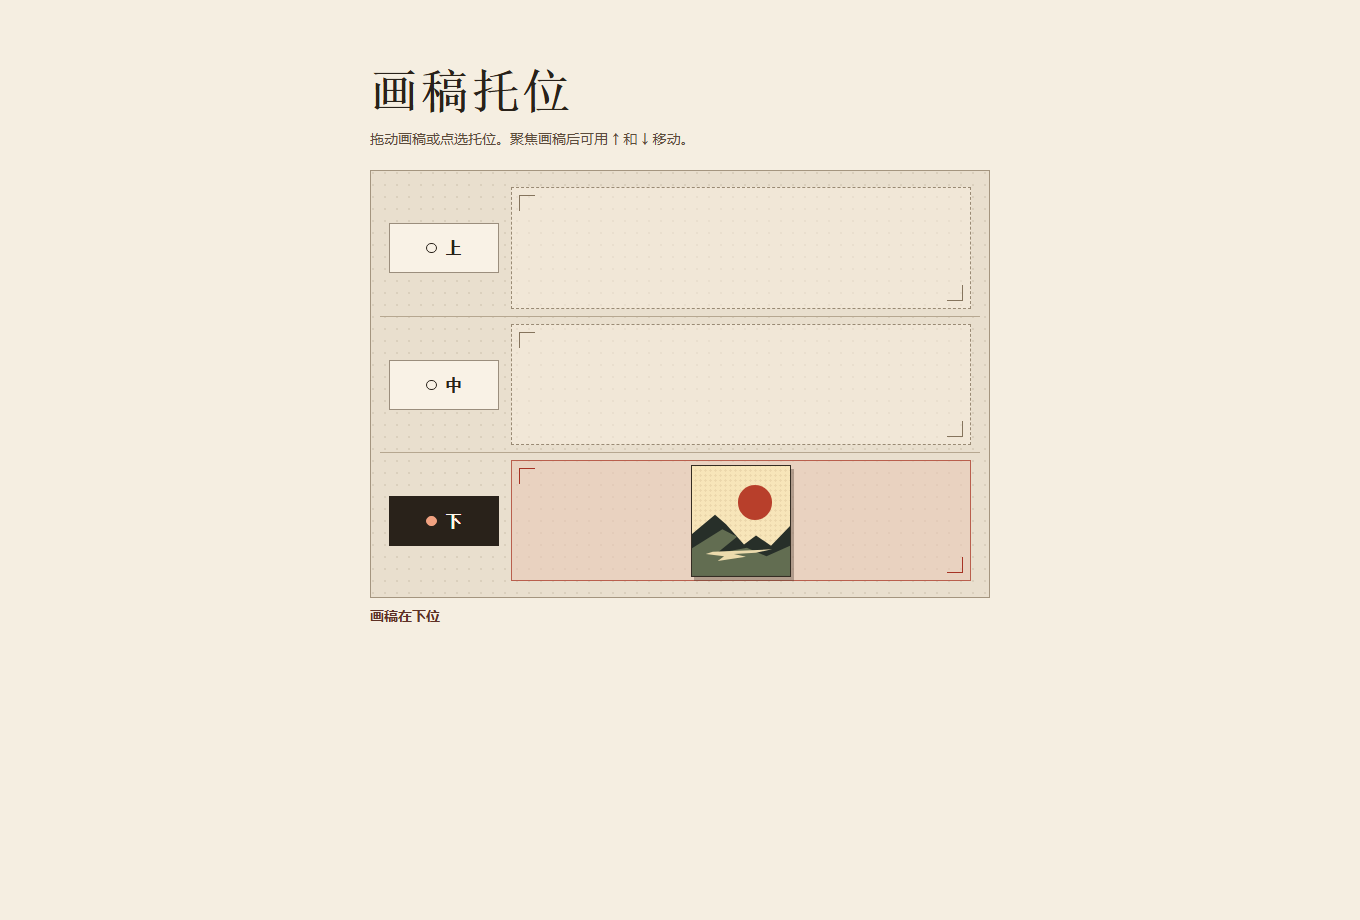 画稿托位
拖动画稿或点选托位。聚焦画稿后可用 ↑ 和 ↓ 移动。
上
中
下
画稿在下位